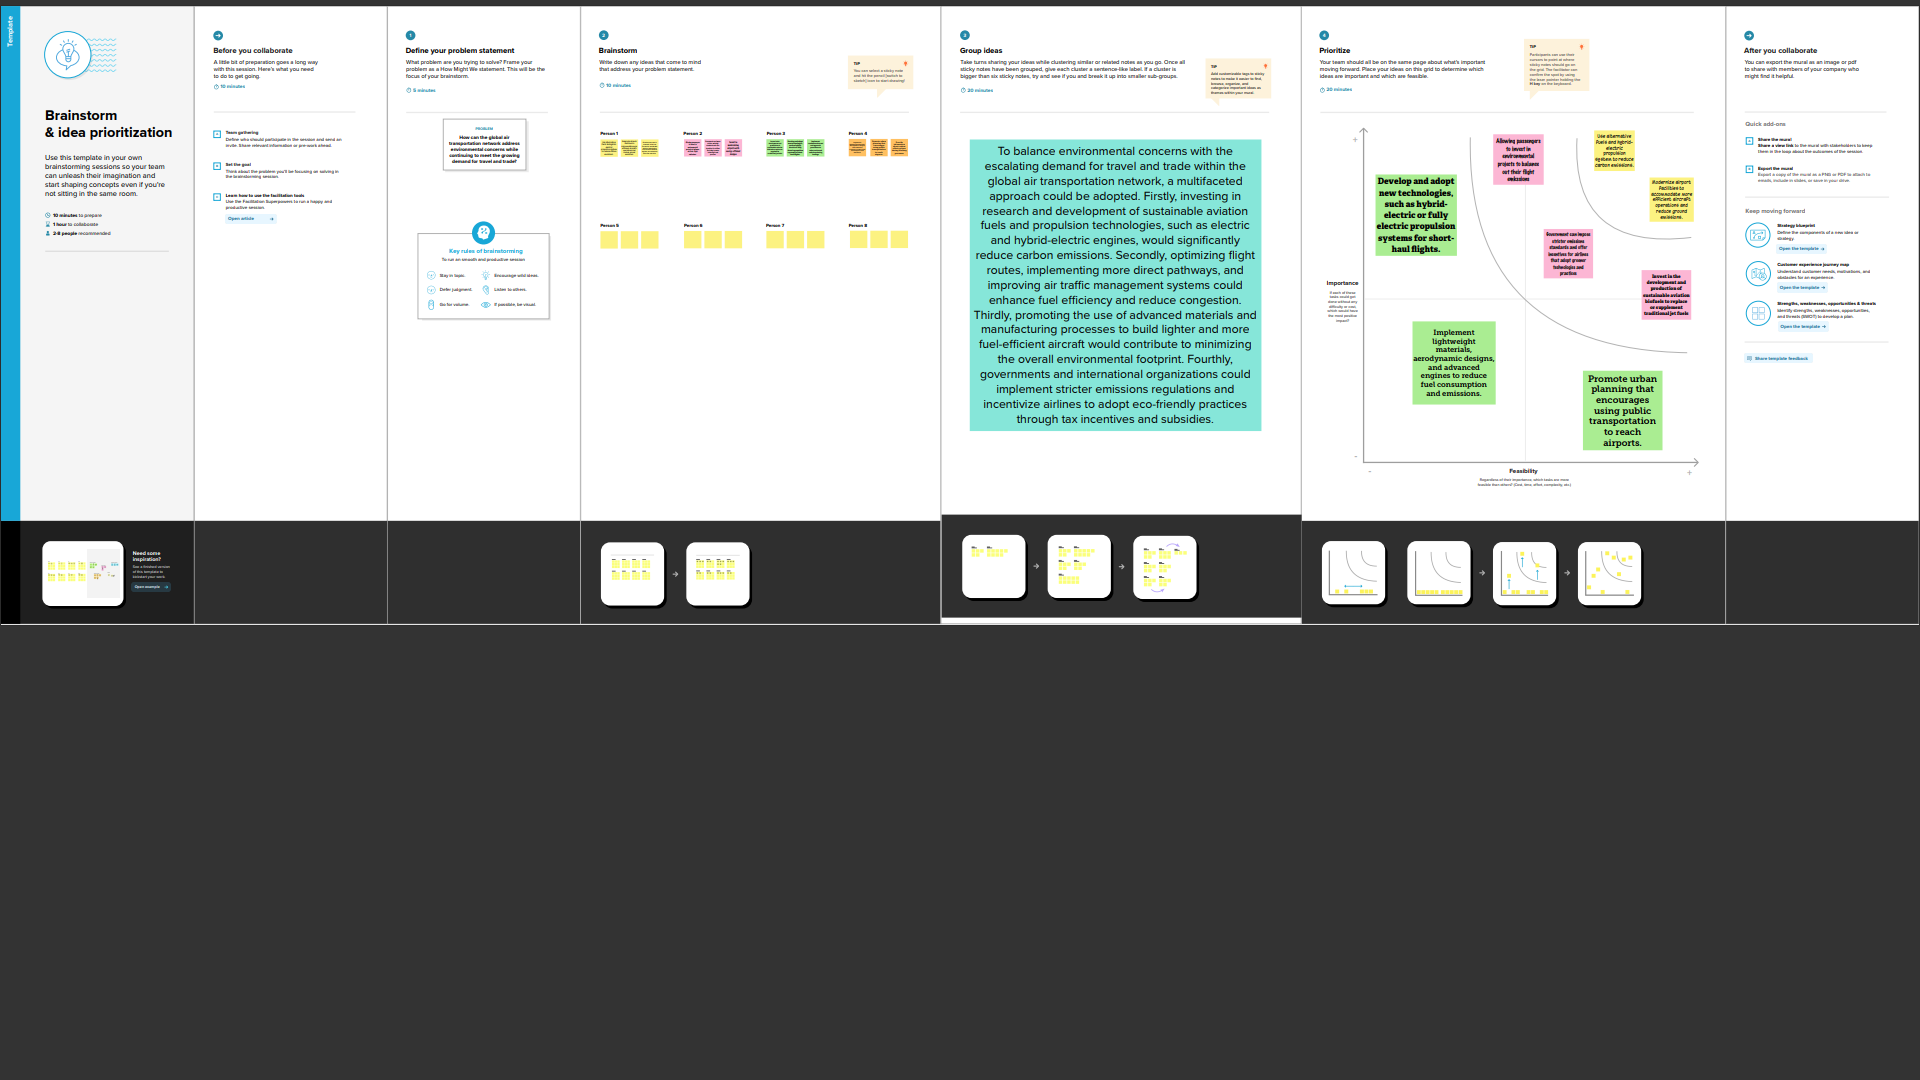 Template
Brainstorm
& idea prioritization
Use this template in your own
brainstorming sessions so your team
can unleash their imagination and
start shaping concepts even if you're
not sitting in the same room.
10 minutes to prepare
1 hour to collaborate
2-8 people recommended
Need some
inspiration?
See a finished version
of this template to
kickstart your work.
Open example
Before you collaborate
A little bit of preparation goes a long way
with this session. Here's what you need
to do to get going.
10 minutes
Team gathering
Define who should participate in the session and send an
invite. Share relevant information or pre-work ahead.
Set the goal
Think about the problem you'll be focusing on solving in
the brainstorming session.
Learn how to use the facilitation tools
Use the Facilitation Superpowers to run a happy and
productive session.
Open article
1
Define your problem statement
What problem are you trying to solve? Frame your
problem as a How Might We statement. This will be the
focus of your brainstorm.
5 minutes
PROBLEM
How can the global air
transportation network address
environmental concerns while
continuing to meet the growing
demand for travel and trade?
Key rules of brainstorming
To run an smooth and productive session
Stay in topic.
Encourage wild ideas.
Defer judgment.
Listen to others.
Go for volume.
If possible, be visual.
2
Brainstorm
Write down any ideas that come to mind
that address your problem statement.
10 minutes
TIP
You can select a sticky note
and hit the pencil [switch to
sketch] icon to start drawing!
Person 1
Person 2
Person 3
Person 4
Person 5
Person 6
Person 7
Person 8
3
Group ideas
Take turns sharing your ideas while clustering similar or related notes as you go. Once all
sticky notes have been grouped, give each cluster a sentence-like label. If a cluster is
bigger than six sticky notes, try and see if you and break it up into smaller sub-groups.
20 minutes
TIP
Add customizable tags to sticky
notes to make it easier to find,
browse, organize, and
categorize important ideas as
themes within your mural.
To balance environmental concerns with the
escalating demand for travel and trade within the
global air transportation network, a multifaceted
approach could be adopted. Firstly, investing in
research and development of sustainable aviation
fuels and propulsion technologies, such as electric
and hybrid-electric engines, would significantly
reduce carbon emissions. Secondly, optimizing flight
routes, implementing more direct pathways, and
improving air traffic management systems could
enhance fuel efficiency and reduce congestion.
Thirdly, promoting the use of advanced materials and
manufacturing processes to build lighter and more
fuel-efficient aircraft would contribute to minimizing
the overall environmental footprint. Fourthly,
governments and international organizations could
implement stricter emissions regulations and
incentivize airlines to adopt eco-friendly practices
through tax incentives and subsidies.
4
Prioritize
Your team should all be on the same page about what's important
moving forward. Place your ideas on this grid to determine which
ideas are important and which are feasible.
20 minutes
TIP
Participants can use their
cursors to point at where
sticky notes should go on
the grid. The facilitator can
confirm the spot by using
the laser pointer holding the
H key on the keyboard.
Allowing passengers
to invest in
environmental
projects to balance
out their flight
emissions
Use alternative
fuels and hybrid-
electric
propulsion
system to reduce
carbon emissions.
Develop and adopt
new technologies,
such as hybrid-
electric or fully
electric propulsion
systems for short-
haul flights.
Modernize airport
facilities to
accommodate more
efficient aircraft
operations and
reduce ground
emissions.
Government can impose
stricter emissions
standards and offer
incentives for airlines
that adopt greener
technologies and
practices
Invest in the
development and
production of
sustainable aviation
biofuels to replace
or supplement
traditional jet fuels
Implement
lightweight
materials,
aerodynamic designs,
and advanced
engines to reduce
fuel consumption
and emissions.
Promote urban
planning that
encourages
using public
transportation
to reach
airports.
+
Importance
If each of these
tasks could get
done without any
difficulty or cost,
which would have
the most positive
impact?
-
-
Feasibility
+
Regardless of their importance, which tasks are more
feasible than others? (Cost, time, effort, complexity, etc.)
After you collaborate
You can export the mural as an image or pdf
to share with members of your company who
might find it helpful.
Quick add-ons
Share the mural
Share a view link to the mural with stakeholders to keep
them in the loop about the outcomes of the session.
Export the mural
Export a copy of the mural as a PNG or PDF to attach to
emails, include in slides, or save in your drive.
Keep moving forward
Strategy blueprint
Define the components of a new idea or
strategy.
Open the template
Customer experience journey map
Understand customer needs, motivations, and
obstacles for an experience.
Open the template
Strengths, weaknesses, opportunities & threats
Identify strengths, weaknesses, opportunities,
and threats (SWOT) to develop a plan.
Open the template
Share template feedback